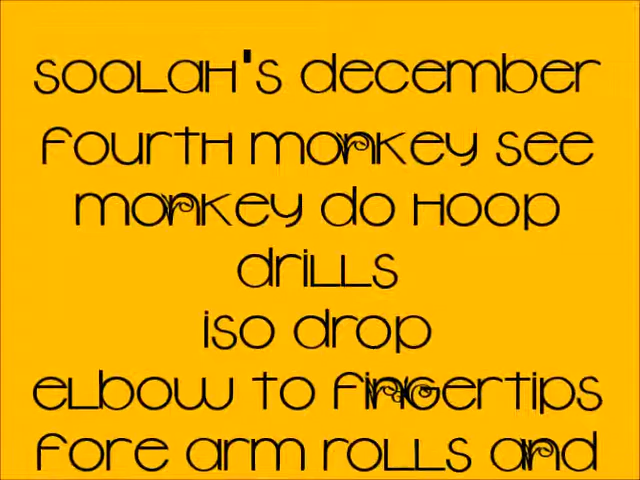 soolah's december
fourth monkey see
monkey do hoop
drills
iso drop
elbow to fingertips
fore arm rolls and